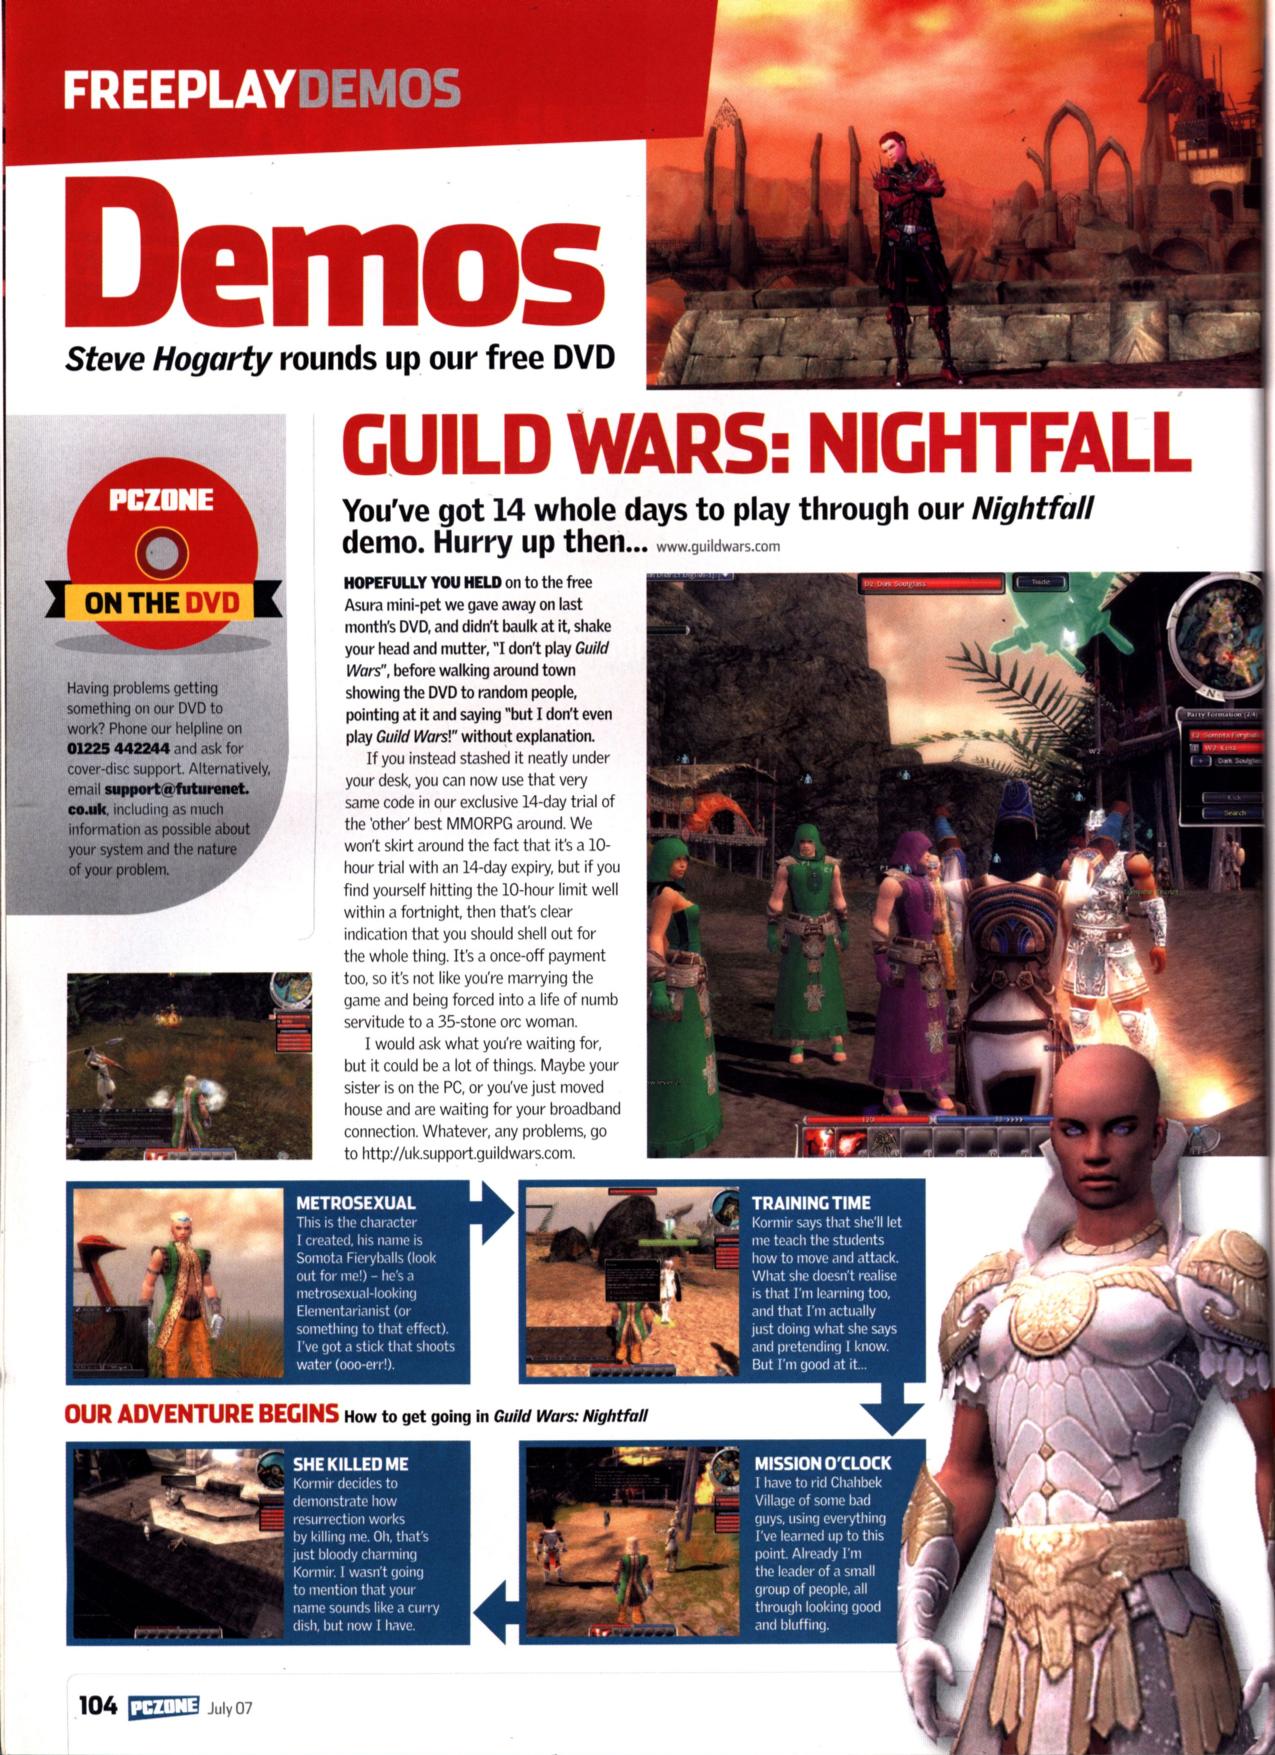 FREEPLAYDEMOS
Demos
Steve Hogarty rounds up our free DVD
PCZONE
ON THE DVD
Having problems getting
something on our DVD to
work? Phone our helpline on
01225 442244 and ask for
cover-disc support. Alternatively,
email support@futurenet.
co.uk, including as much
information as possible about
your system and the nature
of your problem.
GUILD WARS: NIGHTFALL
You've got 14 whole days to play through our Nightfall
demo. Hurry up then... www.guildwars.com
HOPEFULLY YOU HELD on to the free
Asura mini-pet we gave away on last
month's DVD, and didn't baulk at it, shake
your head and mutter, "I don't play Guild
Wars", before walking around town
showing the DVD to random people,
pointing at it and saying "but I don't even
play Guild Wars!" without explanation.
If you instead stashed it neatly under
your desk, you can now use that very
same code in our exclusive 14-day trial of
the 'other' best MMORPG around. We
won't skirt around the fact that it's a 10-
hour trial with an 14-day expiry, but if you
find yourself hitting the 10-hour limit well
within a fortnight, then that's clear
indication that you should shell out for
the whole thing. It's a once-off payment
too, so it's not like you're marrying the
game and being forced into a life of numb
servitude to a 35-stone orc woman.
I would ask what you're waiting for,
but it could be a lot of things. Maybe your
sister is on the PC, or you've just moved
house and are waiting for your broadband
connection. Whatever, any problems, go
to http://uk.support.guildwars.com.
Trade
N
Party Formation (2/4)
Kick
Search
METROSEXUAL
This is the character
I created, his name is
Somota Fieryballs (look
out for me!) – he's a
metrosexual-looking
Elementarianist (or
something to that effect).
I've got a stick that shoots
water (ooo-err!).
TRAINING TIME
Kormir says that she'll let
me teach the students
how to move and attack.
What she doesn't realise
is that I'm learning too,
and that I'm actually
just doing what she says
and pretending I know.
But I'm good at it...
OUR ADVENTURE BEGINS How to get going in Guild Wars: Nightfall
SHE KILLED ME
Kormir decides to
demonstrate how
resurrection works
by killing me. Oh, that's
just bloody charming
Kormir. I wasn't going
to mention that your
name sounds like a curry
dish, but now I have.
MISSION O'CLOCK
I have to rid Chahbek
Village of some bad
guys, using everything
I've learned up to this
point. Already I'm
the leader of a small
group of people, all
through looking good
and bluffing.
104 PCZONE July 07